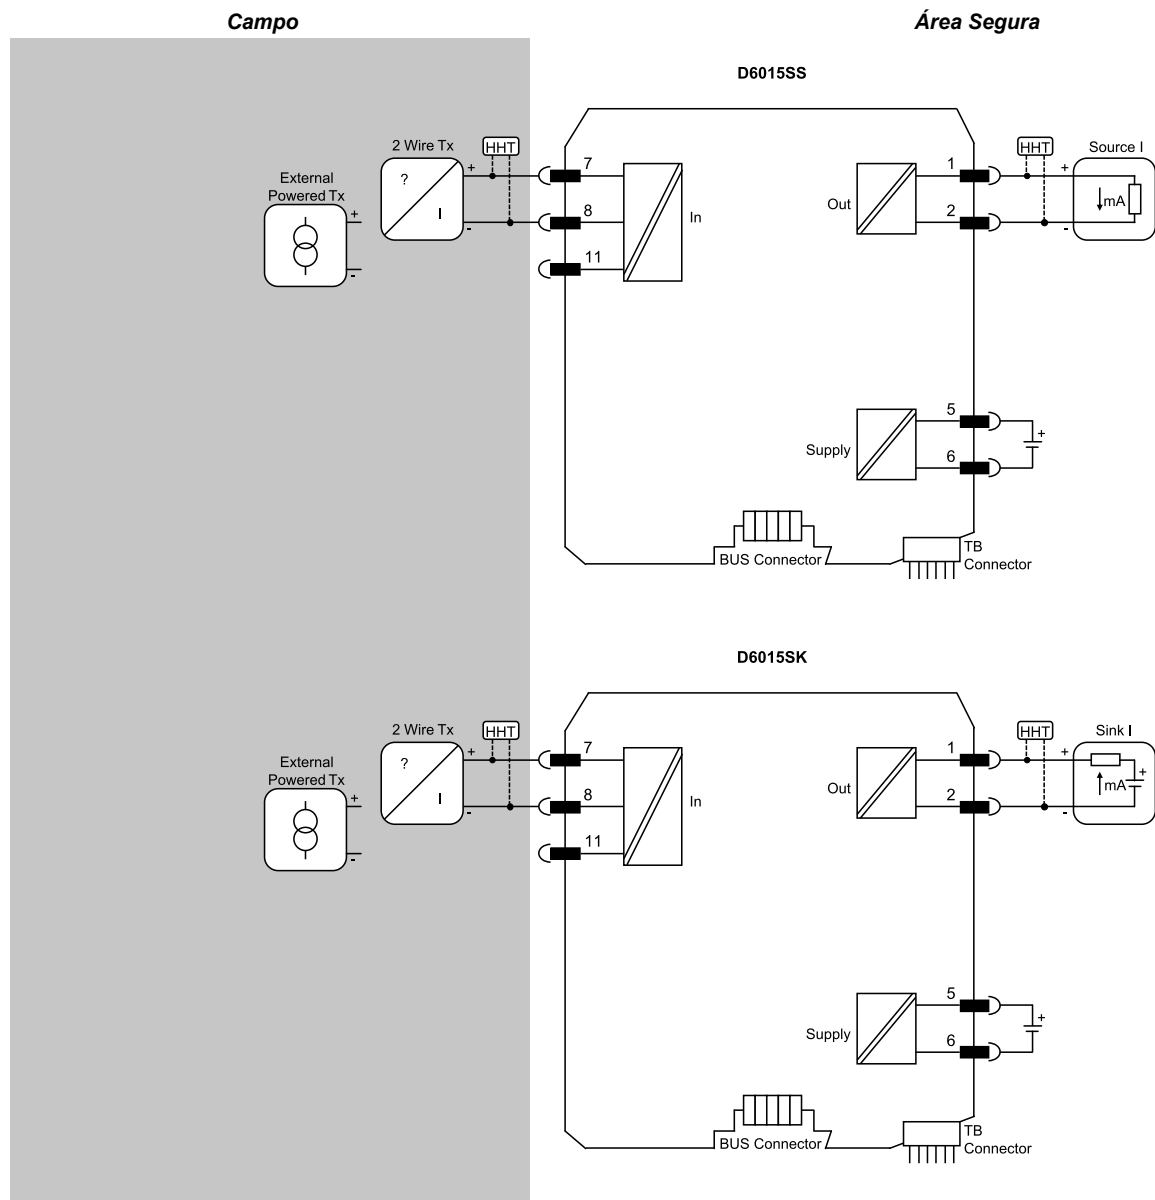 Campo
Área Segura
D6015SS
2 Wire Tx
HHT
External
Powered Tx
?
I
+
-
+
-
7
8
11
In
Out
1
2
HHT
Source I
+
-
mA
Supply
5
6
+
BUS Connector
TB
Connector
D6015SK
2 Wire Tx
HHT
External
Powered Tx
?
I
+
-
+
-
7
8
11
In
Out
1
2
HHT
Sink I
+
-
mA
+
Supply
5
6
+
BUS Connector
TB
Connector